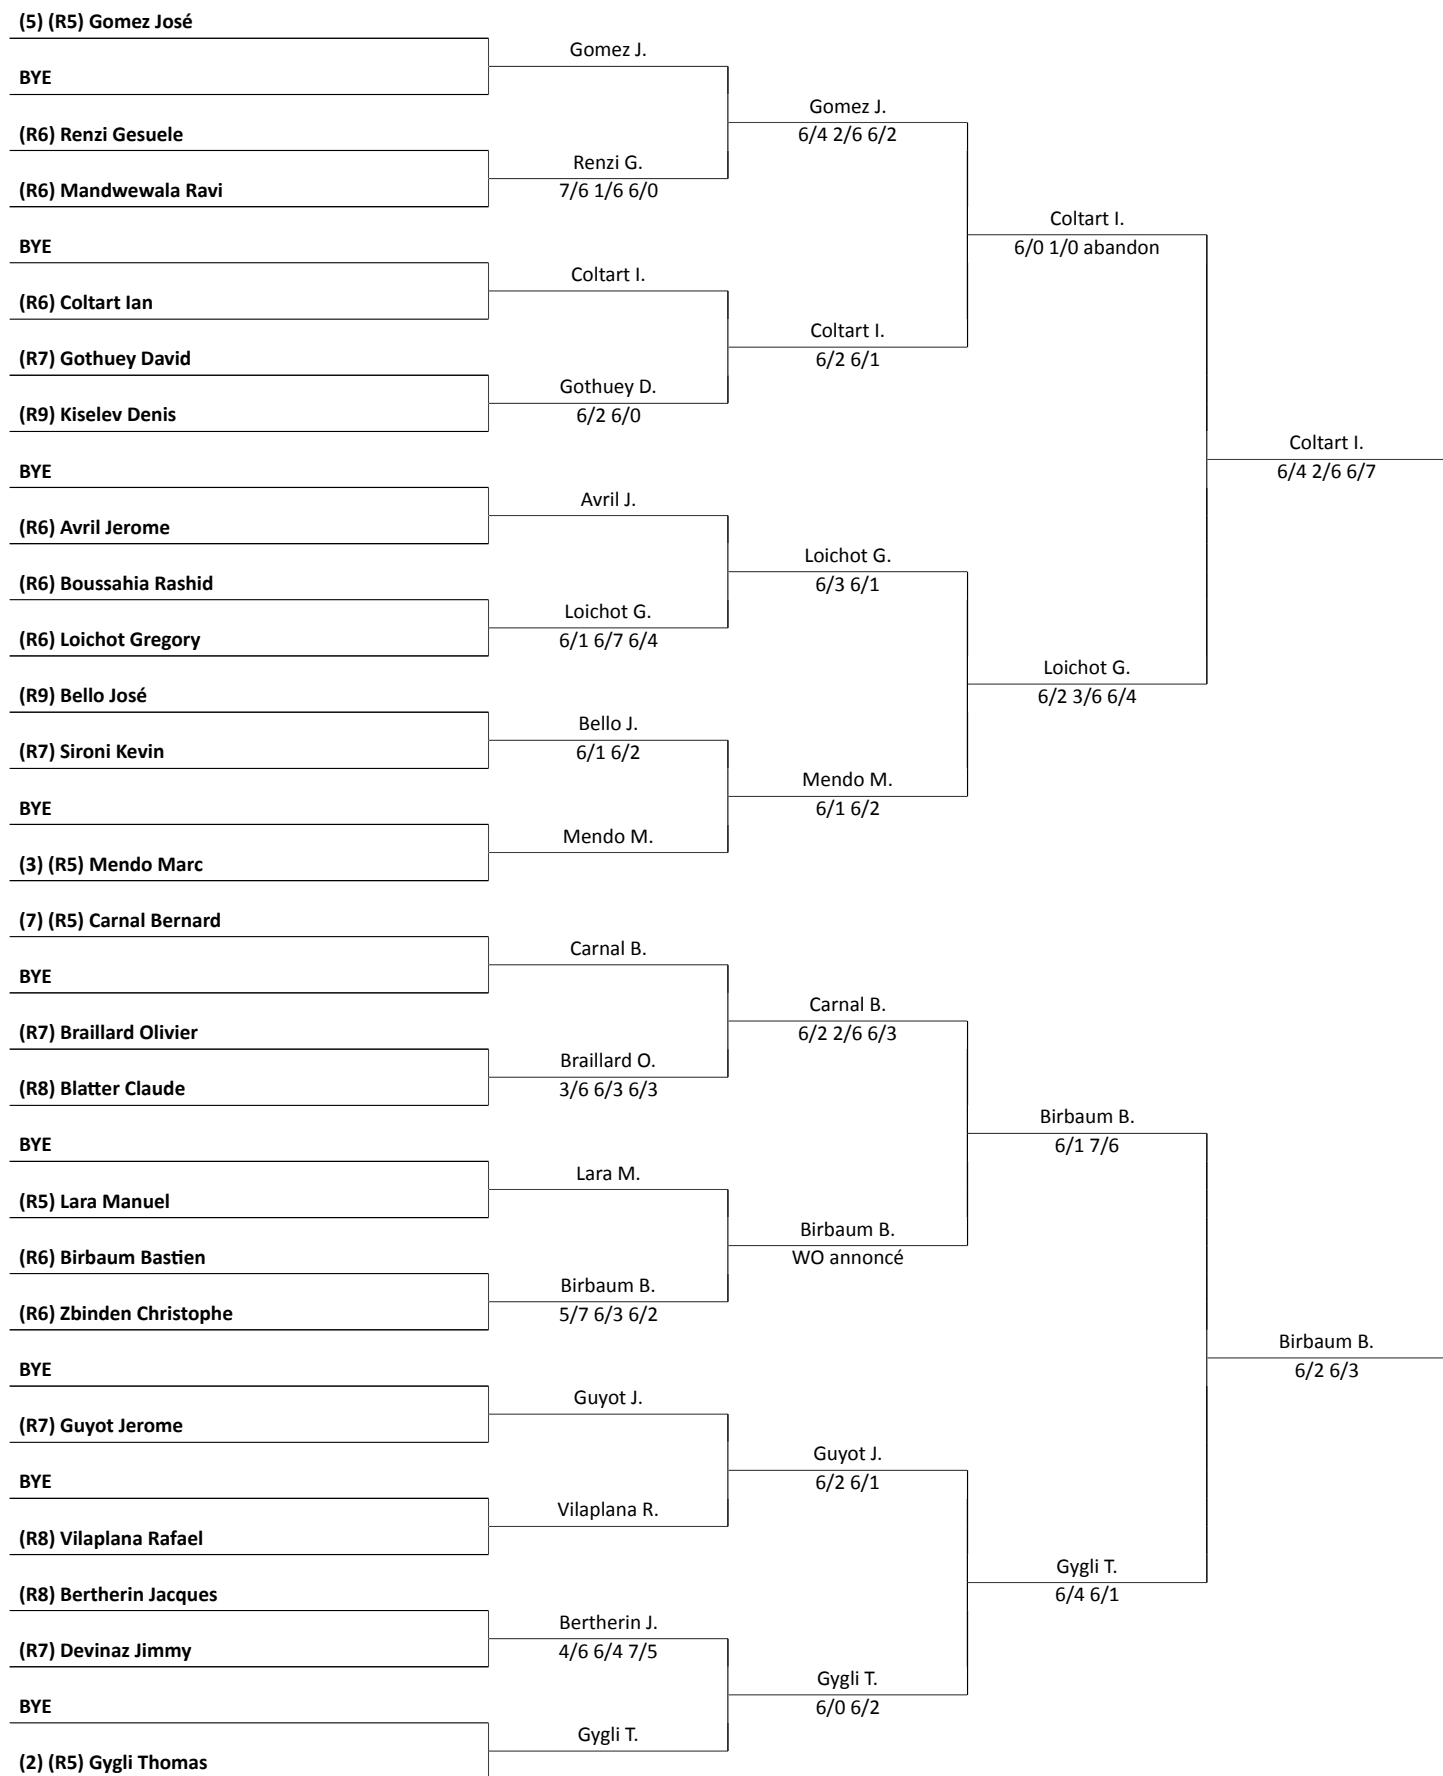 (5) (R5) Gomez José
BYE
(R6) Renzi Gesuele
(R6) Mandwewala Ravi
BYE
(R6) Coltart Ian
(R7) Gothuey David
(R9) Kiselev Denis
BYE
(R6) Avril Jerome
(R6) Boussahia Rashid
(R6) Loichot Gregory
(R9) Bello José
(R7) Sironi Kevin
BYE
(3) (R5) Mendo Marc
(7) (R5) Carnal Bernard
BYE
(R7) Braillard Olivier
(R8) Blatter Claude
BYE
(R5) Lara Manuel
(R6) Birbaum Bastien
(R6) Zbinden Christophe
BYE
(R7) Guyot Jerome
BYE
(R8) Vilaplana Rafael
(R8) Bertherin Jacques
(R7) Devinaz Jimmy
BYE
(2) (R5) Gygli Thomas
Gomez J.
Renzi G.
7/6 1/6 6/0
Coltart I.
Gothuey D.
6/2 6/0
Avril J.
Loichot G.
6/1 6/7 6/4
Bello J.
6/1 6/2
Mendo M.
Carnal B.
Braillard O.
3/6 6/3 6/3
Lara M.
Birbaum B.
5/7 6/3 6/2
Guyot J.
Vilaplana R.
Bertherin J.
4/6 6/4 7/5
Gygli T.
Gomez J.
6/4 2/6 6/2
Coltart I.
6/2 6/1
Loichot G.
6/3 6/1
Mendo M.
6/1 6/2
Carnal B.
6/2 2/6 6/3
Birbaum B.
WO annoncé
Guyot J.
6/2 6/1
Gygli T.
6/0 6/2
Coltart I.
6/0 1/0 abandon
Loichot G.
6/2 3/6 6/4
Birbaum B.
6/1 7/6
Gygli T.
6/4 6/1
Coltart I.
6/4 2/6 6/7
Birbaum B.
6/2 6/3